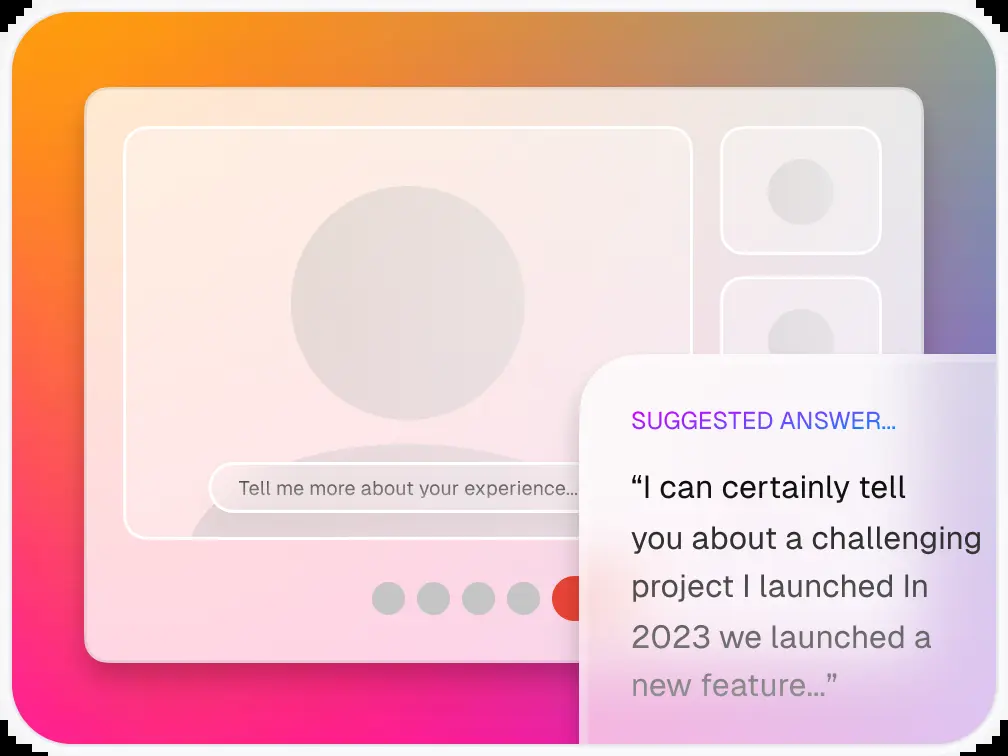 Tell me more about your experience...
SUGGESTED ANSWER...
“I can certainly tell
you about a challenging
project I launched In
2023 we launched a
new feature...”